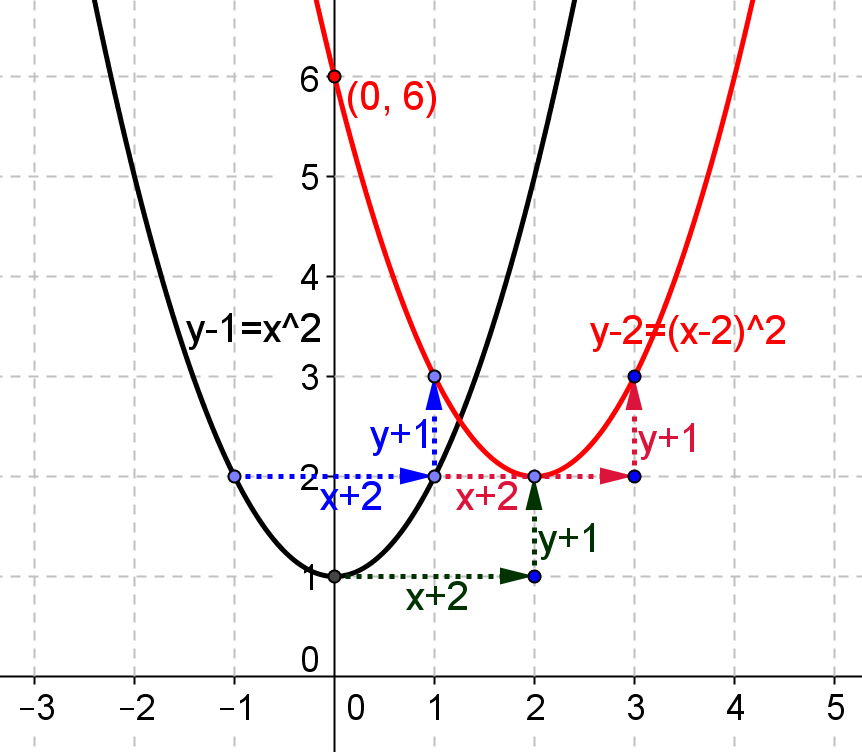 6
(0, 6)
5
4
y-1=x^2
y-2=(x-2)^2
3
y+1
y+1
2
x+2
x+2
y+1
1
x+2
0
−3 −2 −1 0 1 2 3 4 5